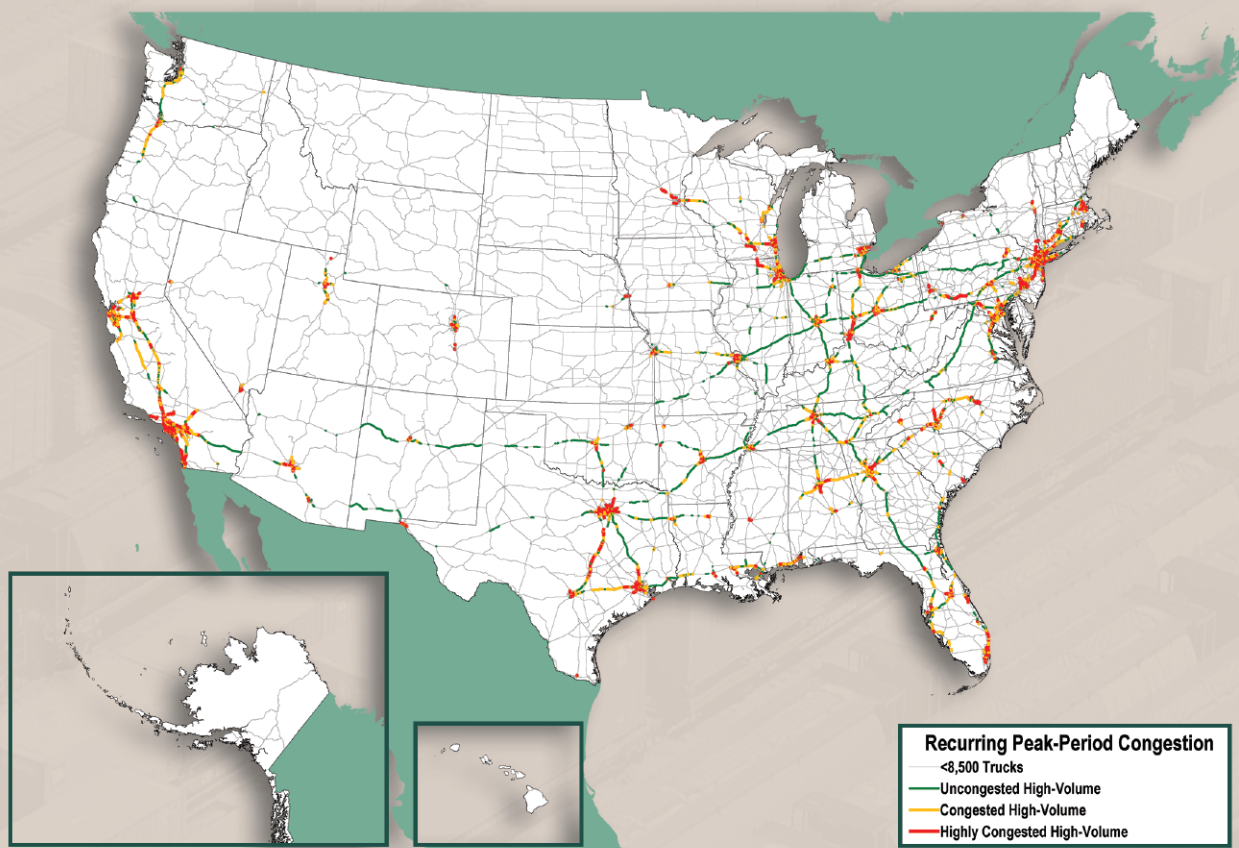 Recurring Peak-Period Congestion
<8,500 Trucks
Uncongested High-Volume
Congested High-Volume
Highly Congested High-Volume